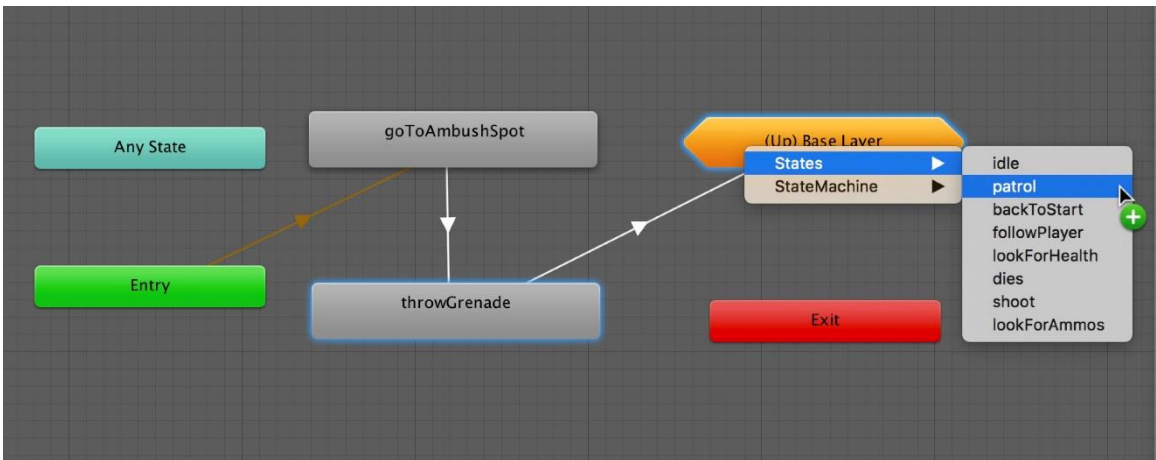 Any State
goToAmbushSpot
(Up) Base Layer
States
StateMachine
idle
patrol
backToStart
followPlayer
lookForHealth
dies
shoot
lookForAmmos
Entry
throwGrenade
Exit